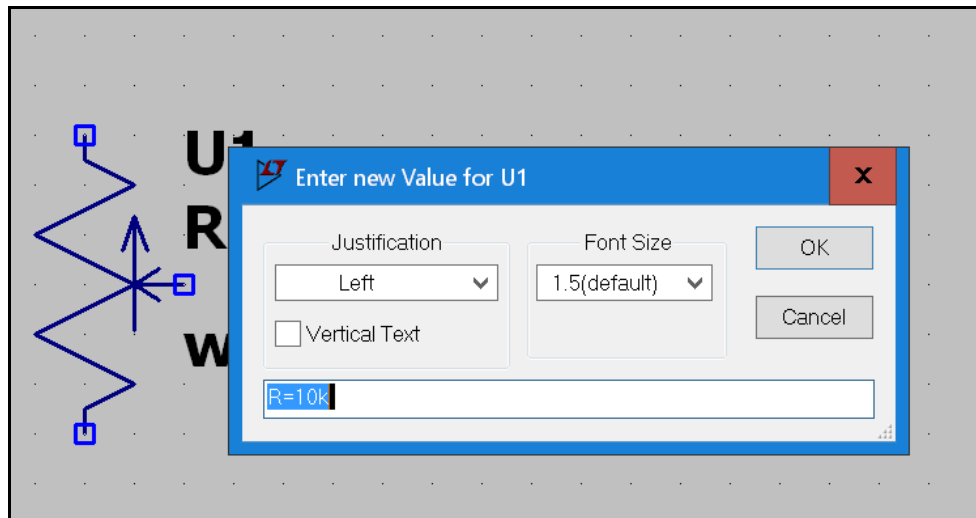 U1
Enter new Value for U1
x
R
Justification
Font Size
OK
Left
1.5(default)
Vertical Text
Cancel
w
R=10k